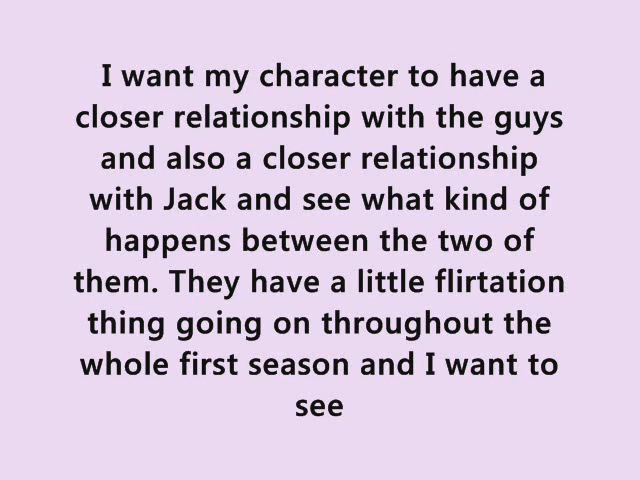 I want my character to have a
closer relationship with the guys
and also a closer relationship
with Jack and see what kind of
happens between the two of
them. They have a little flirtation
thing going on throughout the
whole first season and I want to
see